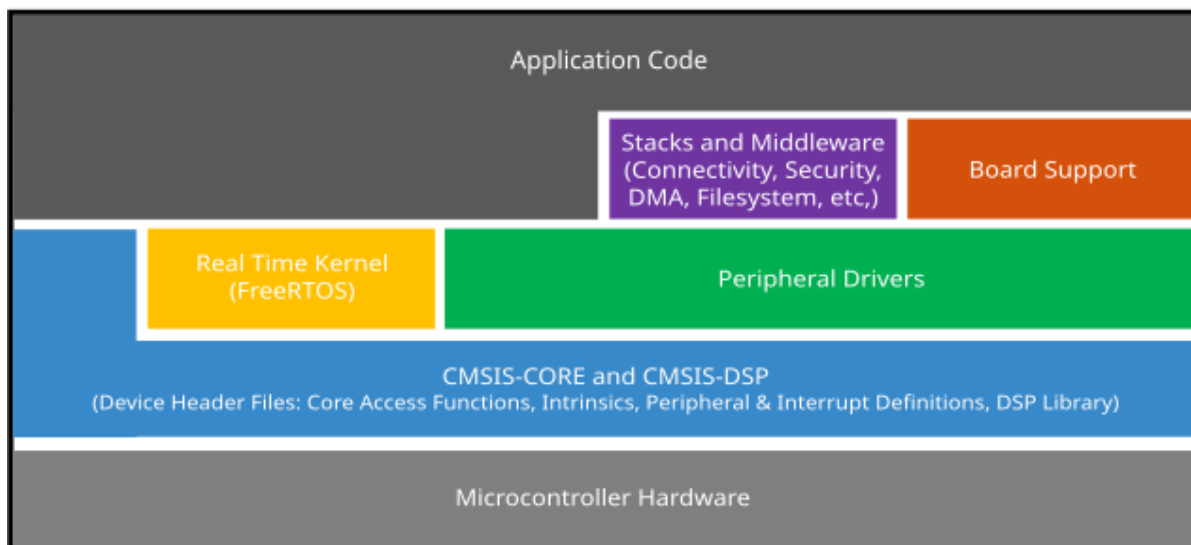 Application Code
Stacks and Middleware
(Connectivity, Security,
DMA, Filesystem, etc,)
Board Support
Real Time Kernel
(FreeRTOS)
Peripheral Drivers
CMSIS-CORE and CMSIS-DSP
(Device Header Files: Core Access Functions, Intrinsics, Peripheral & Interrupt Definitions, DSP Library)
Microcontroller Hardware